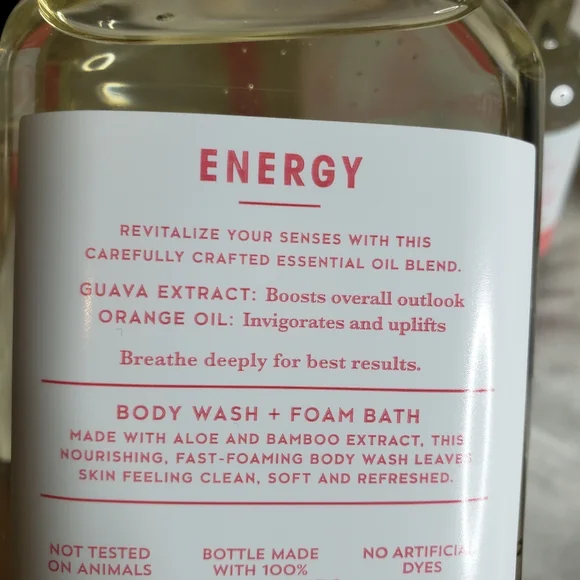 ENERGY
REVITALIZE YOUR SENSES WITH THIS
CAREFULLY CRAFTED ESSENTIAL OIL BLEND.
GUAVA EXTRACT: Boosts overall outlook
ORANGE OIL: Invigorates and uplifts
Breathe deeply for best results.
BODY WASH + FOAM BATH
MADE WITH ALOE AND BAMBOO EXTRACT, THIS
NOURISHING, FAST-FOAMING BODY WASH LEAVES
SKIN FEELING CLEAN, SOFT AND REFRESHED.
NOT TESTED BOTTLE MADE NO ARTIFICIAL
ON ANIMALS WITH 100% DYES